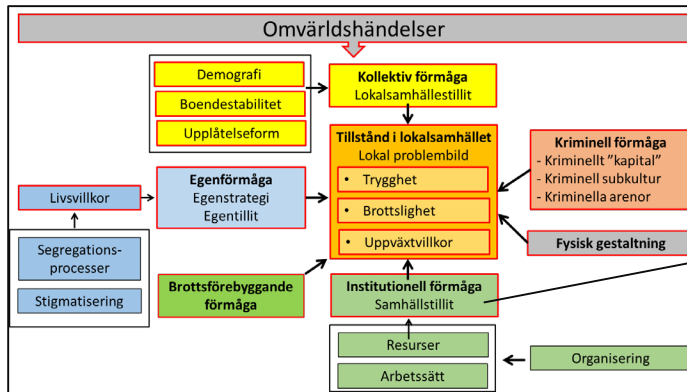 Omvärldshändelser
Demografi
Boendestabilitet
Upplåtelseform
Kollektiv förmåga
Lokalsamhällestillit
Tillstånd i lokalsamhället
Lokal problembild
• Trygghet
• Brottslighet
• Uppväxtvillkor
Kriminell förmåga
- Kriminellt ”kapital”
- Kriminell subkultur
- Kriminella arenor
Livsvillkor
Egenförmåga
Egenstrategi
Egentillit
Fysisk gestaltning
Segregations-
processer
Stigmatisering
Brottsförebyggande
förmåga
Institutionell förmåga
Samhällstillit
Resurser
Arbetssätt
Organisering